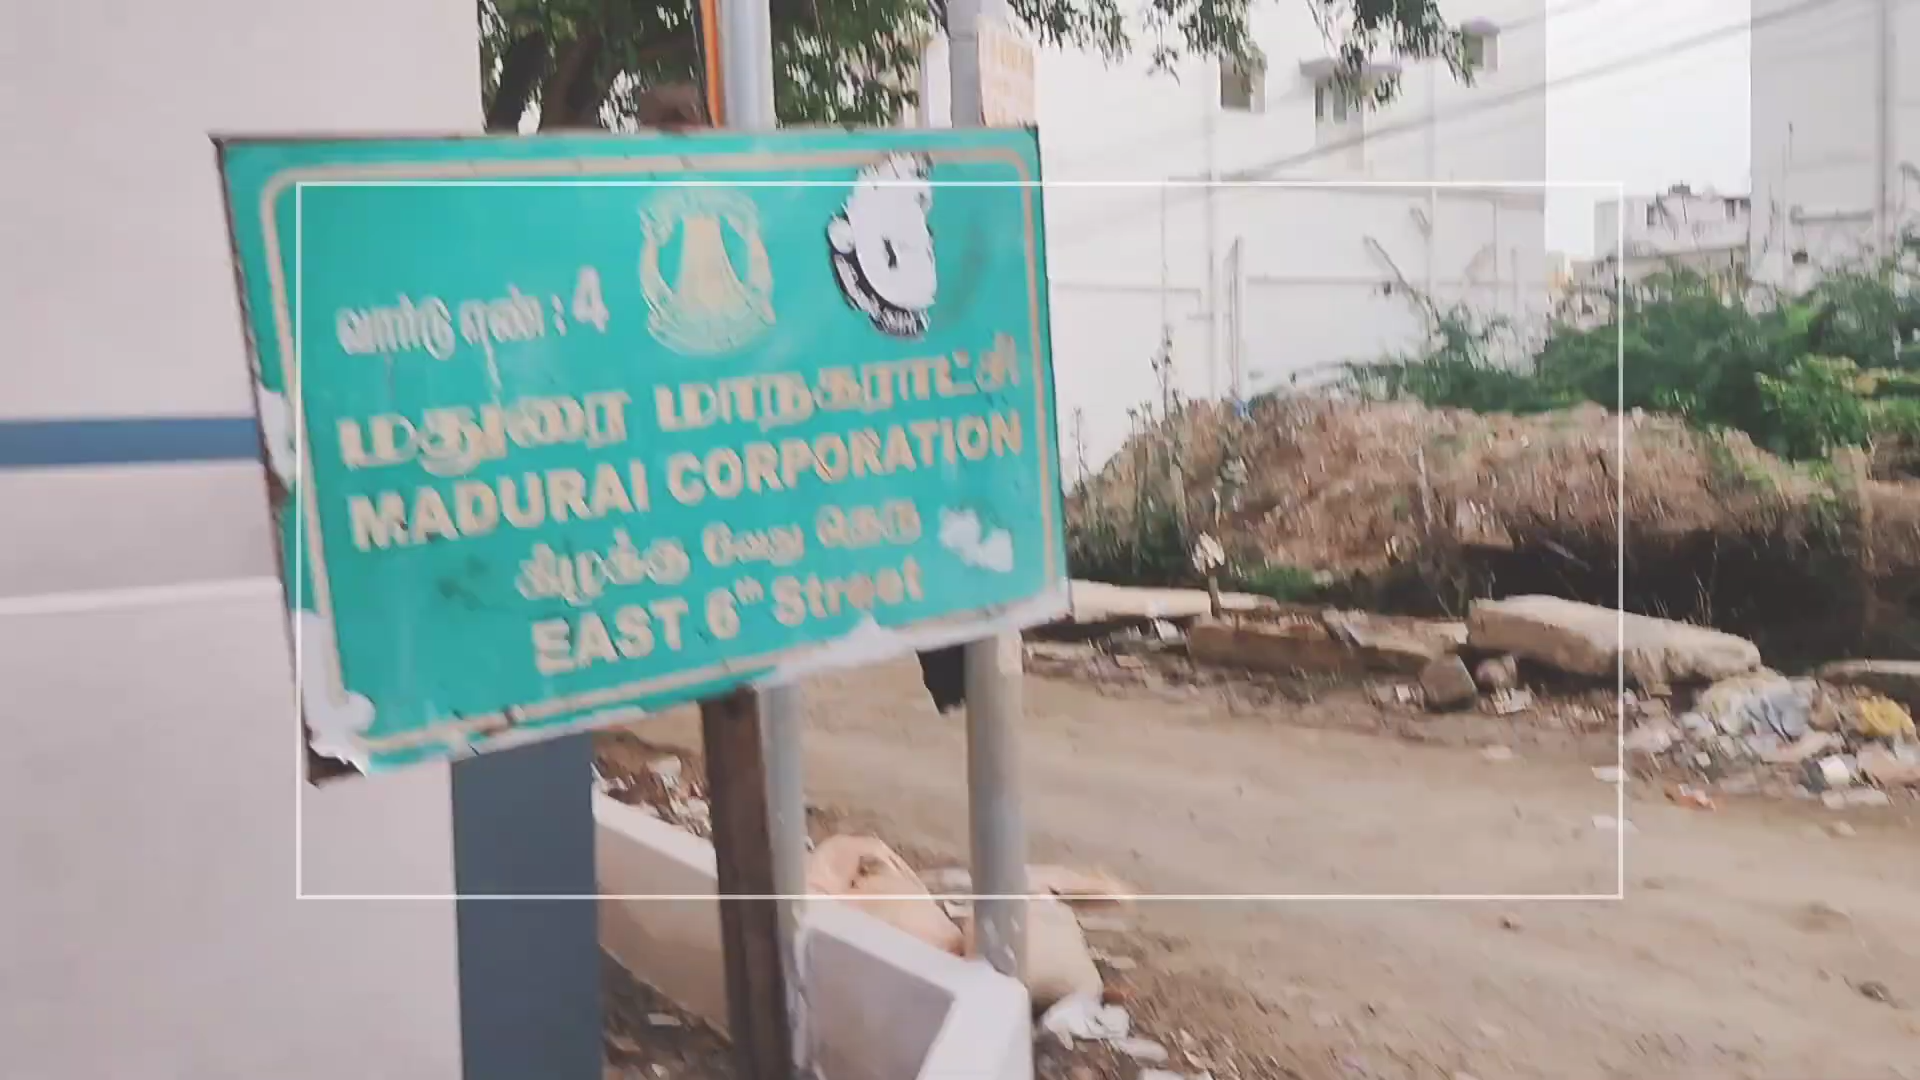 வார்டு எண் : 4
மதுரை மாநகராட்சி
MADURAI CORPORATION
கிழக்கு 6வது தெரு
EAST 6th Street